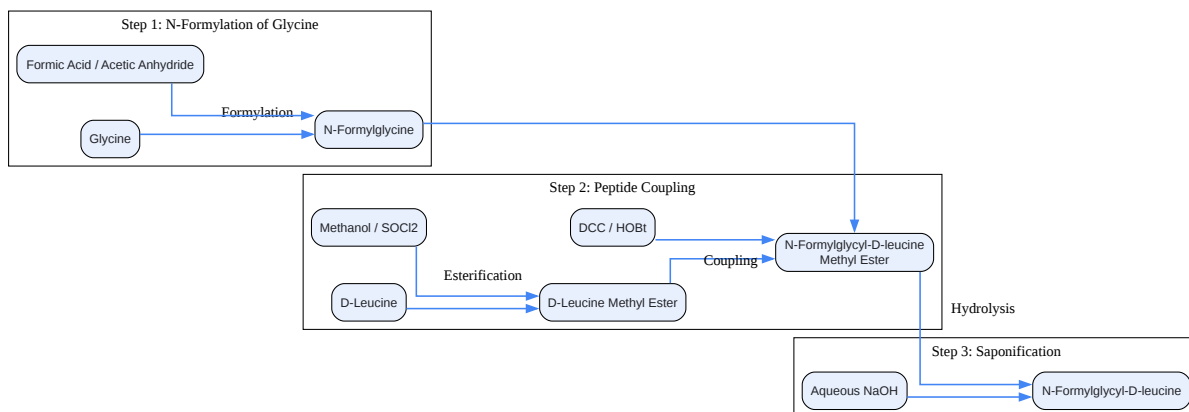 Step 1: N-Formylation of Glycine
Formic Acid / Acetic Anhydride
Formylation
Glycine
N-Formylglycine
Step 2: Peptide Coupling
Methanol / SOCl2
DCC / HOBt
N-Formylglycyl-D-leucine
Methyl Ester
Coupling
Esterification
D-Leucine
D-Leucine Methyl Ester
Hydrolysis
Step 3: Saponification
Aqueous NaOH
N-Formylglycyl-D-leucine